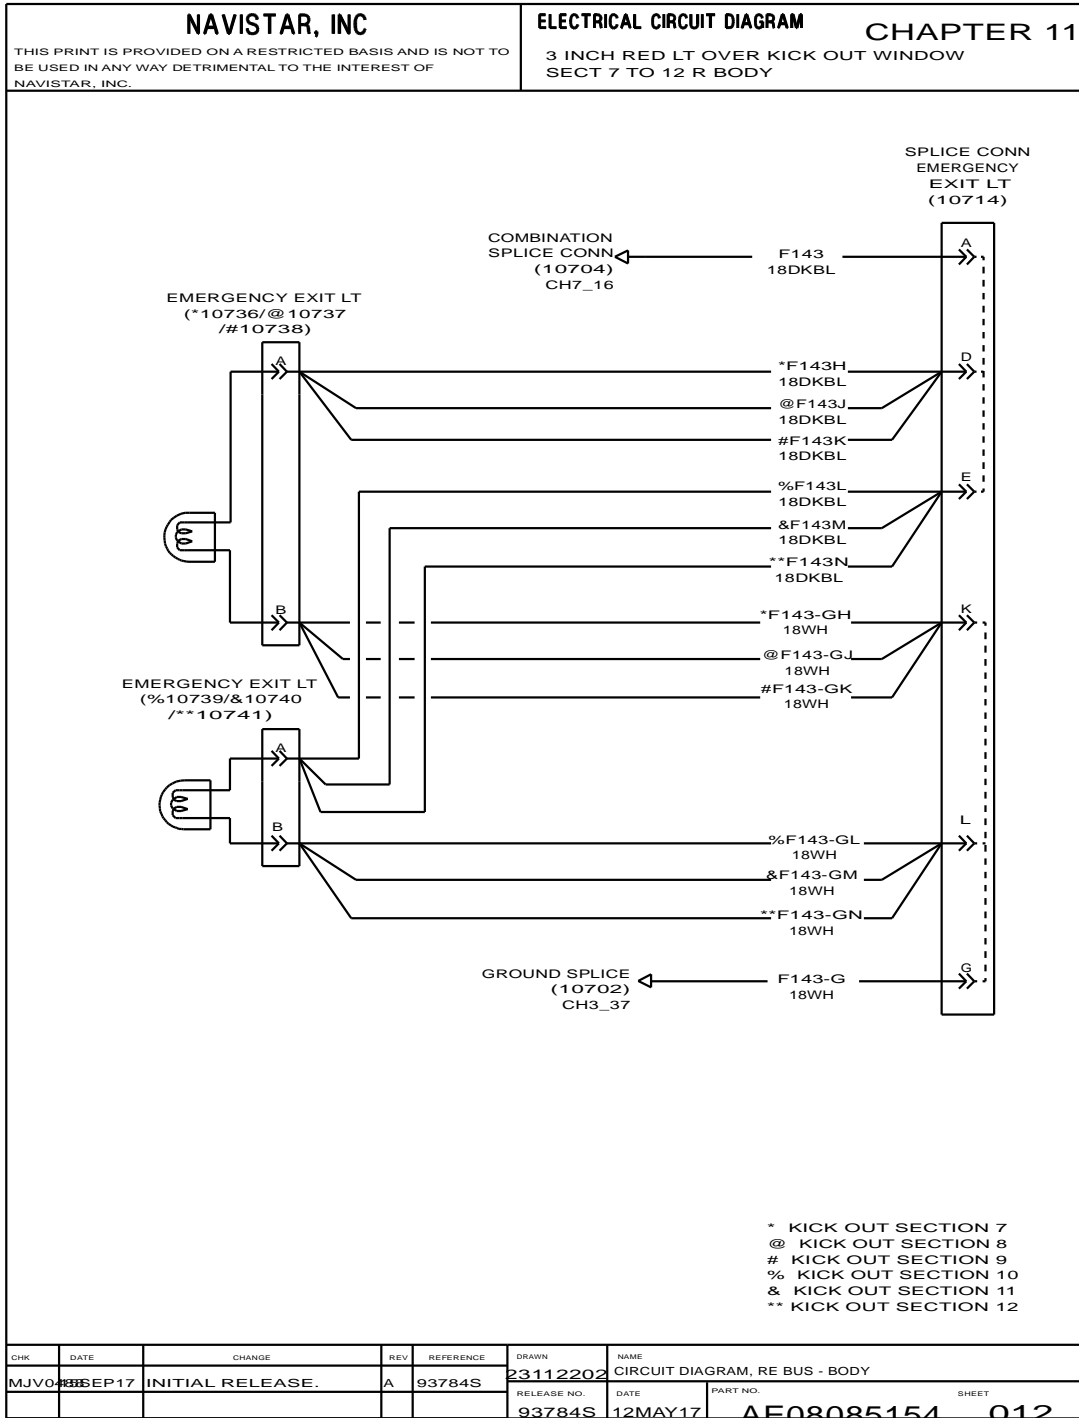 NAVISTAR, INC
THIS PRINT IS PROVIDED ON A RESTRICTED BASIS AND IS NOT TO
BE USED IN ANY WAY DETRIMENTAL TO THE INTEREST OF
NAVISTAR, INC.
ELECTRICAL CIRCUIT DIAGRAM
CHAPTER 11
3 INCH RED LT OVER KICK OUT WINDOW
SECT 7 TO 12 R BODY
SPLICE CONN
EMERGENCY
EXIT LT
(10714)
COMBINATION
SPLICE CONN
(10704)
CH7_16
F143
18DKBL
A
EMERGENCY EXIT LT
(*10736/@10737
/#10738)
A
*F143H
18DKBL
D
@F143J
18DKBL
#F143K
18DKBL
%F143L
18DKBL
E
&F143M
18DKBL
**F143N
18DKBL
B
*F143-GH
18WH
K
@F143-GJ
18WH
#F143-GK
18WH
EMERGENCY EXIT LT
(%10739/&10740
/**10741)
A
B
%F143-GL
18WH
L
&F143-GM
18WH
**F143-GN
18WH
GROUND SPLICE
(10702)
CH3_37
F143-G
18WH
G
* KICK OUT SECTION 7
@ KICK OUT SECTION 8
# KICK OUT SECTION 9
% KICK OUT SECTION 10
& KICK OUT SECTION 11
** KICK OUT SECTION 12
CHK DATE CHANGE REV REFERENCE
INITIAL RELEASE. A 93784S
DRAWN
23112202
NAME
CIRCUIT DIAGRAM, RE BUS - BODY
RELEASE NO.
93784S
DATE
12MAY17
PART NO.
AE08085154
SHEET
012